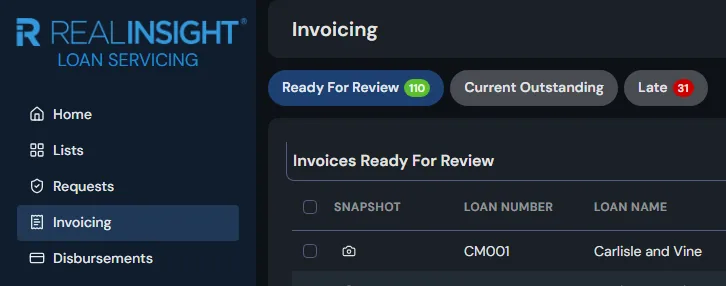 REALINSIGHT®
LOAN SERVICING
Home
Lists
Requests
Invoicing
Disbursements
Invoicing
Ready For Review 110
Current Outstanding
Late 31
Invoices Ready For Review
SNAPSHOT LOAN NUMBER LOAN NAME
CM001 Carlisle and Vine